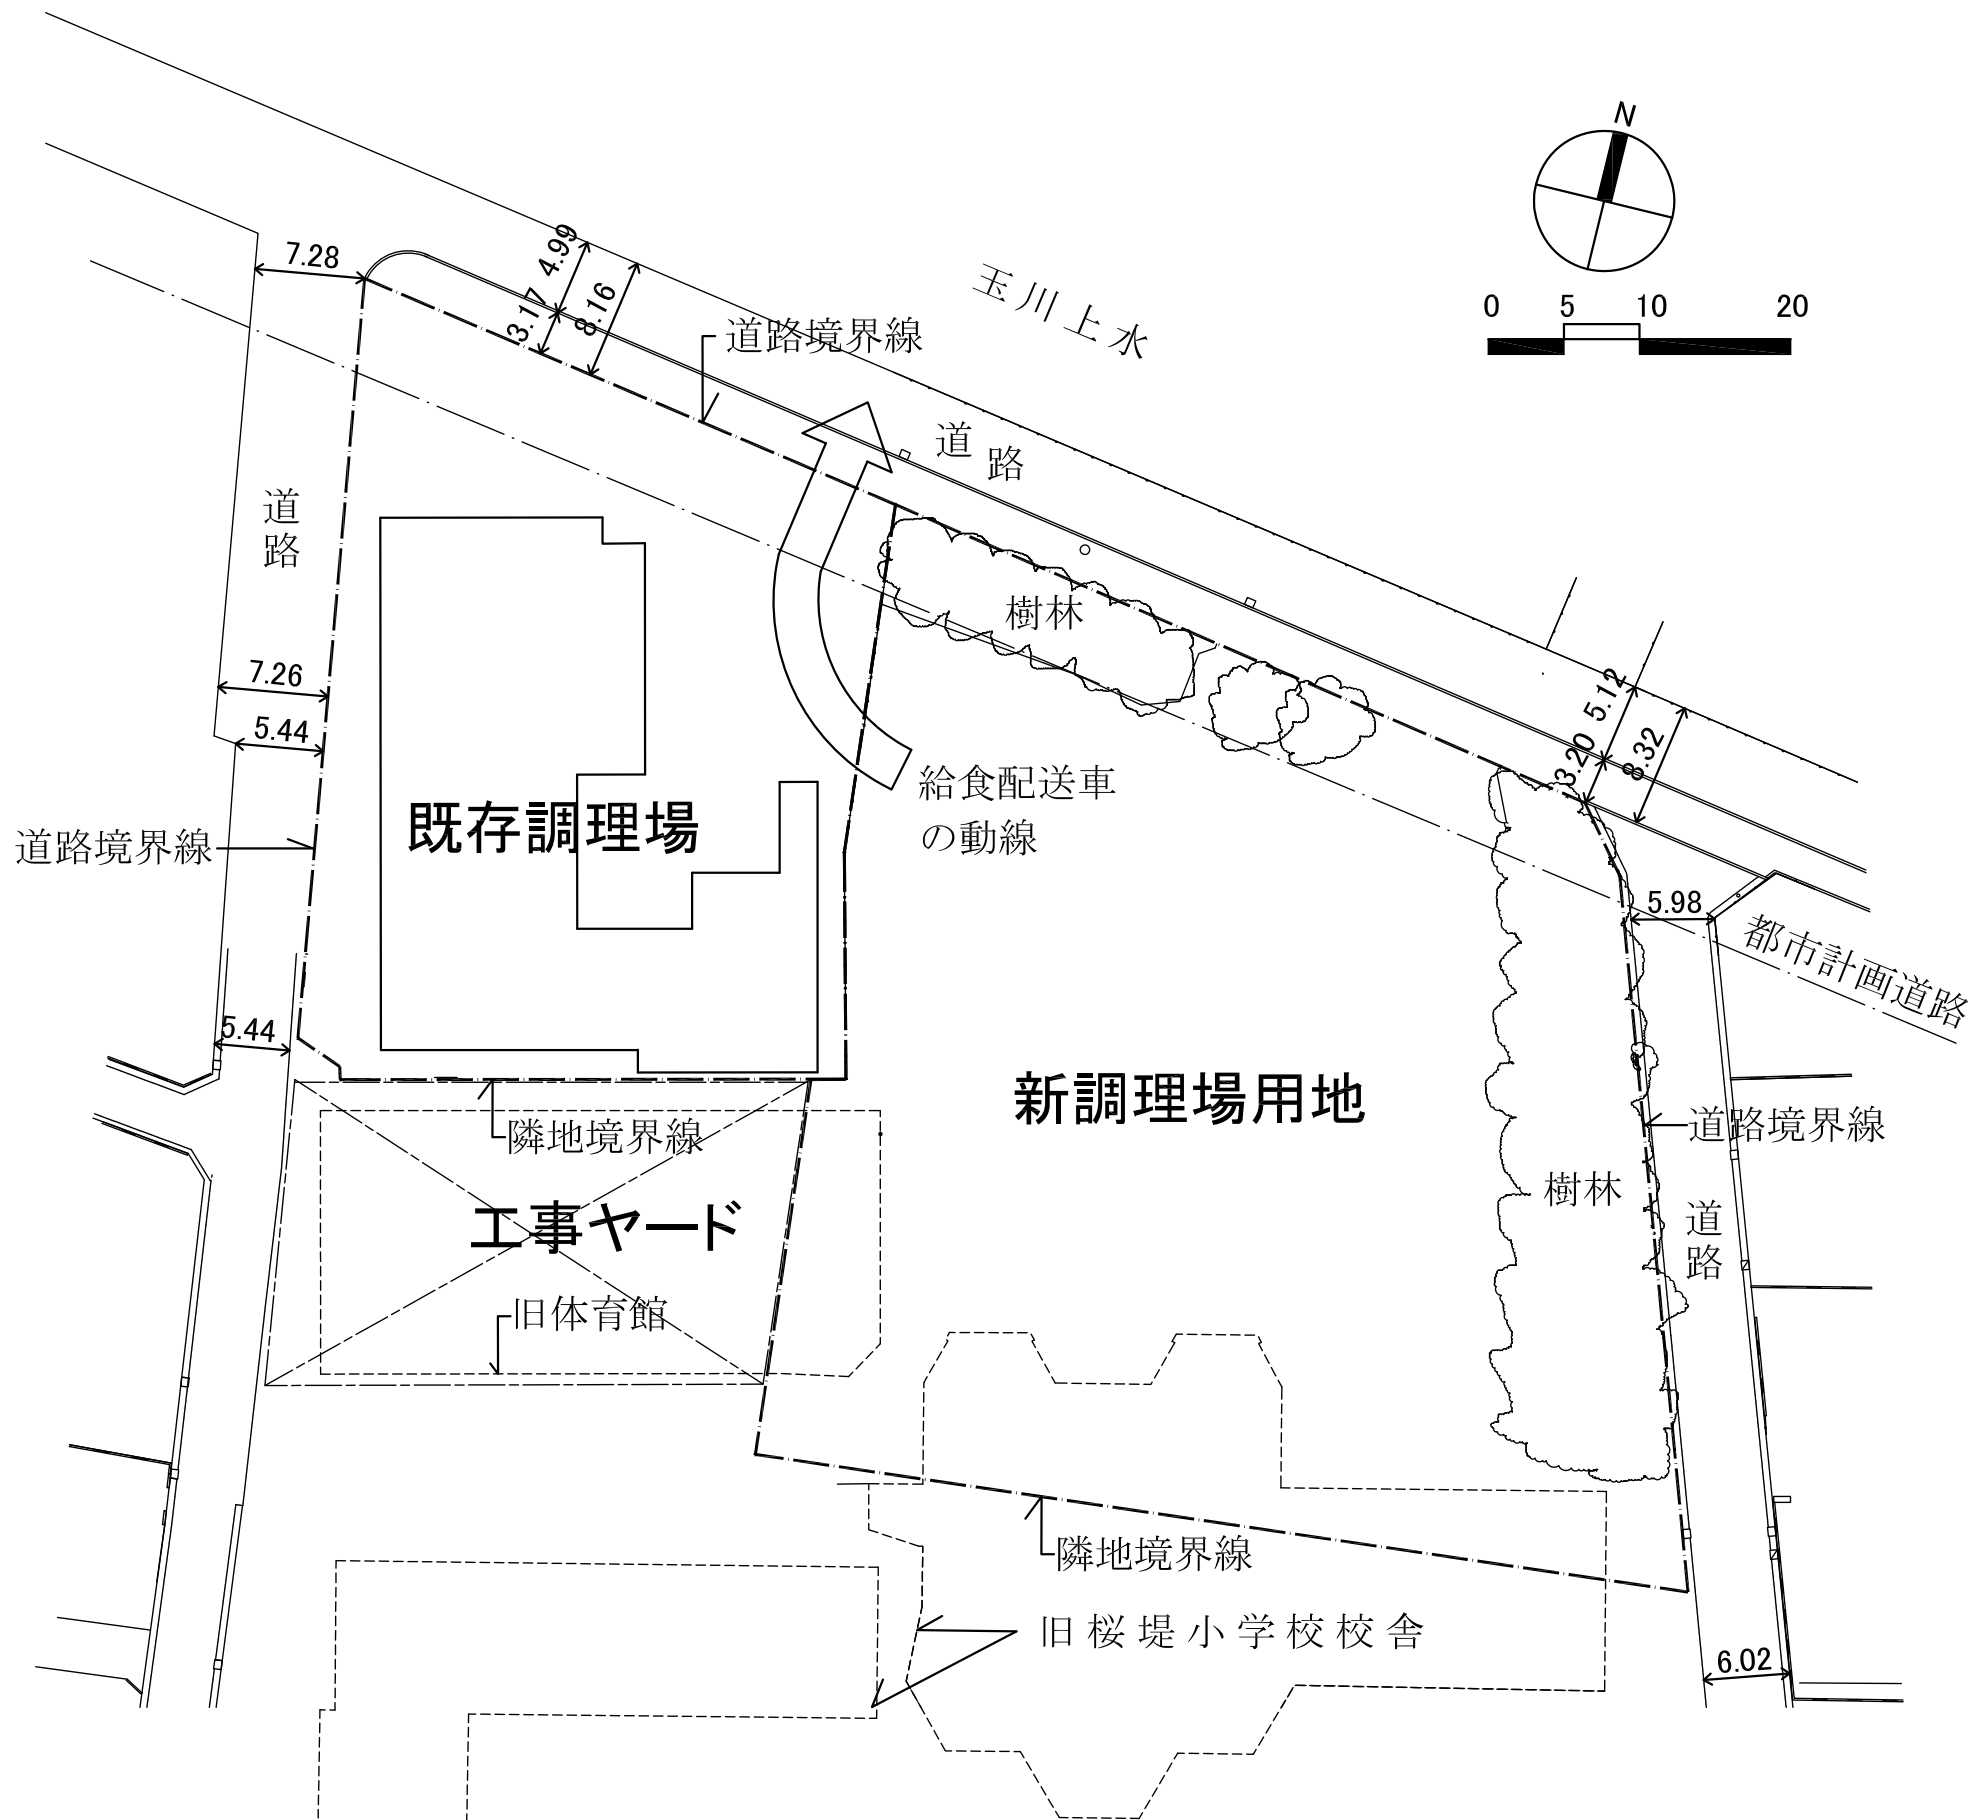 N
0 5 10 20
玉川上水
7.28
4.99
3.17
8.16
道路境界線
道路
道路
樹林
7.26
5.44
5.12
3.20
8.32
給食配送車
の動線
既存調理場
道路境界線
5.98
都市計画道路
5.44
新調理場用地
道路境界線
隣地境界線
樹林
道路
工事ヤード
旧体育館
隣地境界線
旧桜堤小学校校舎
6.02